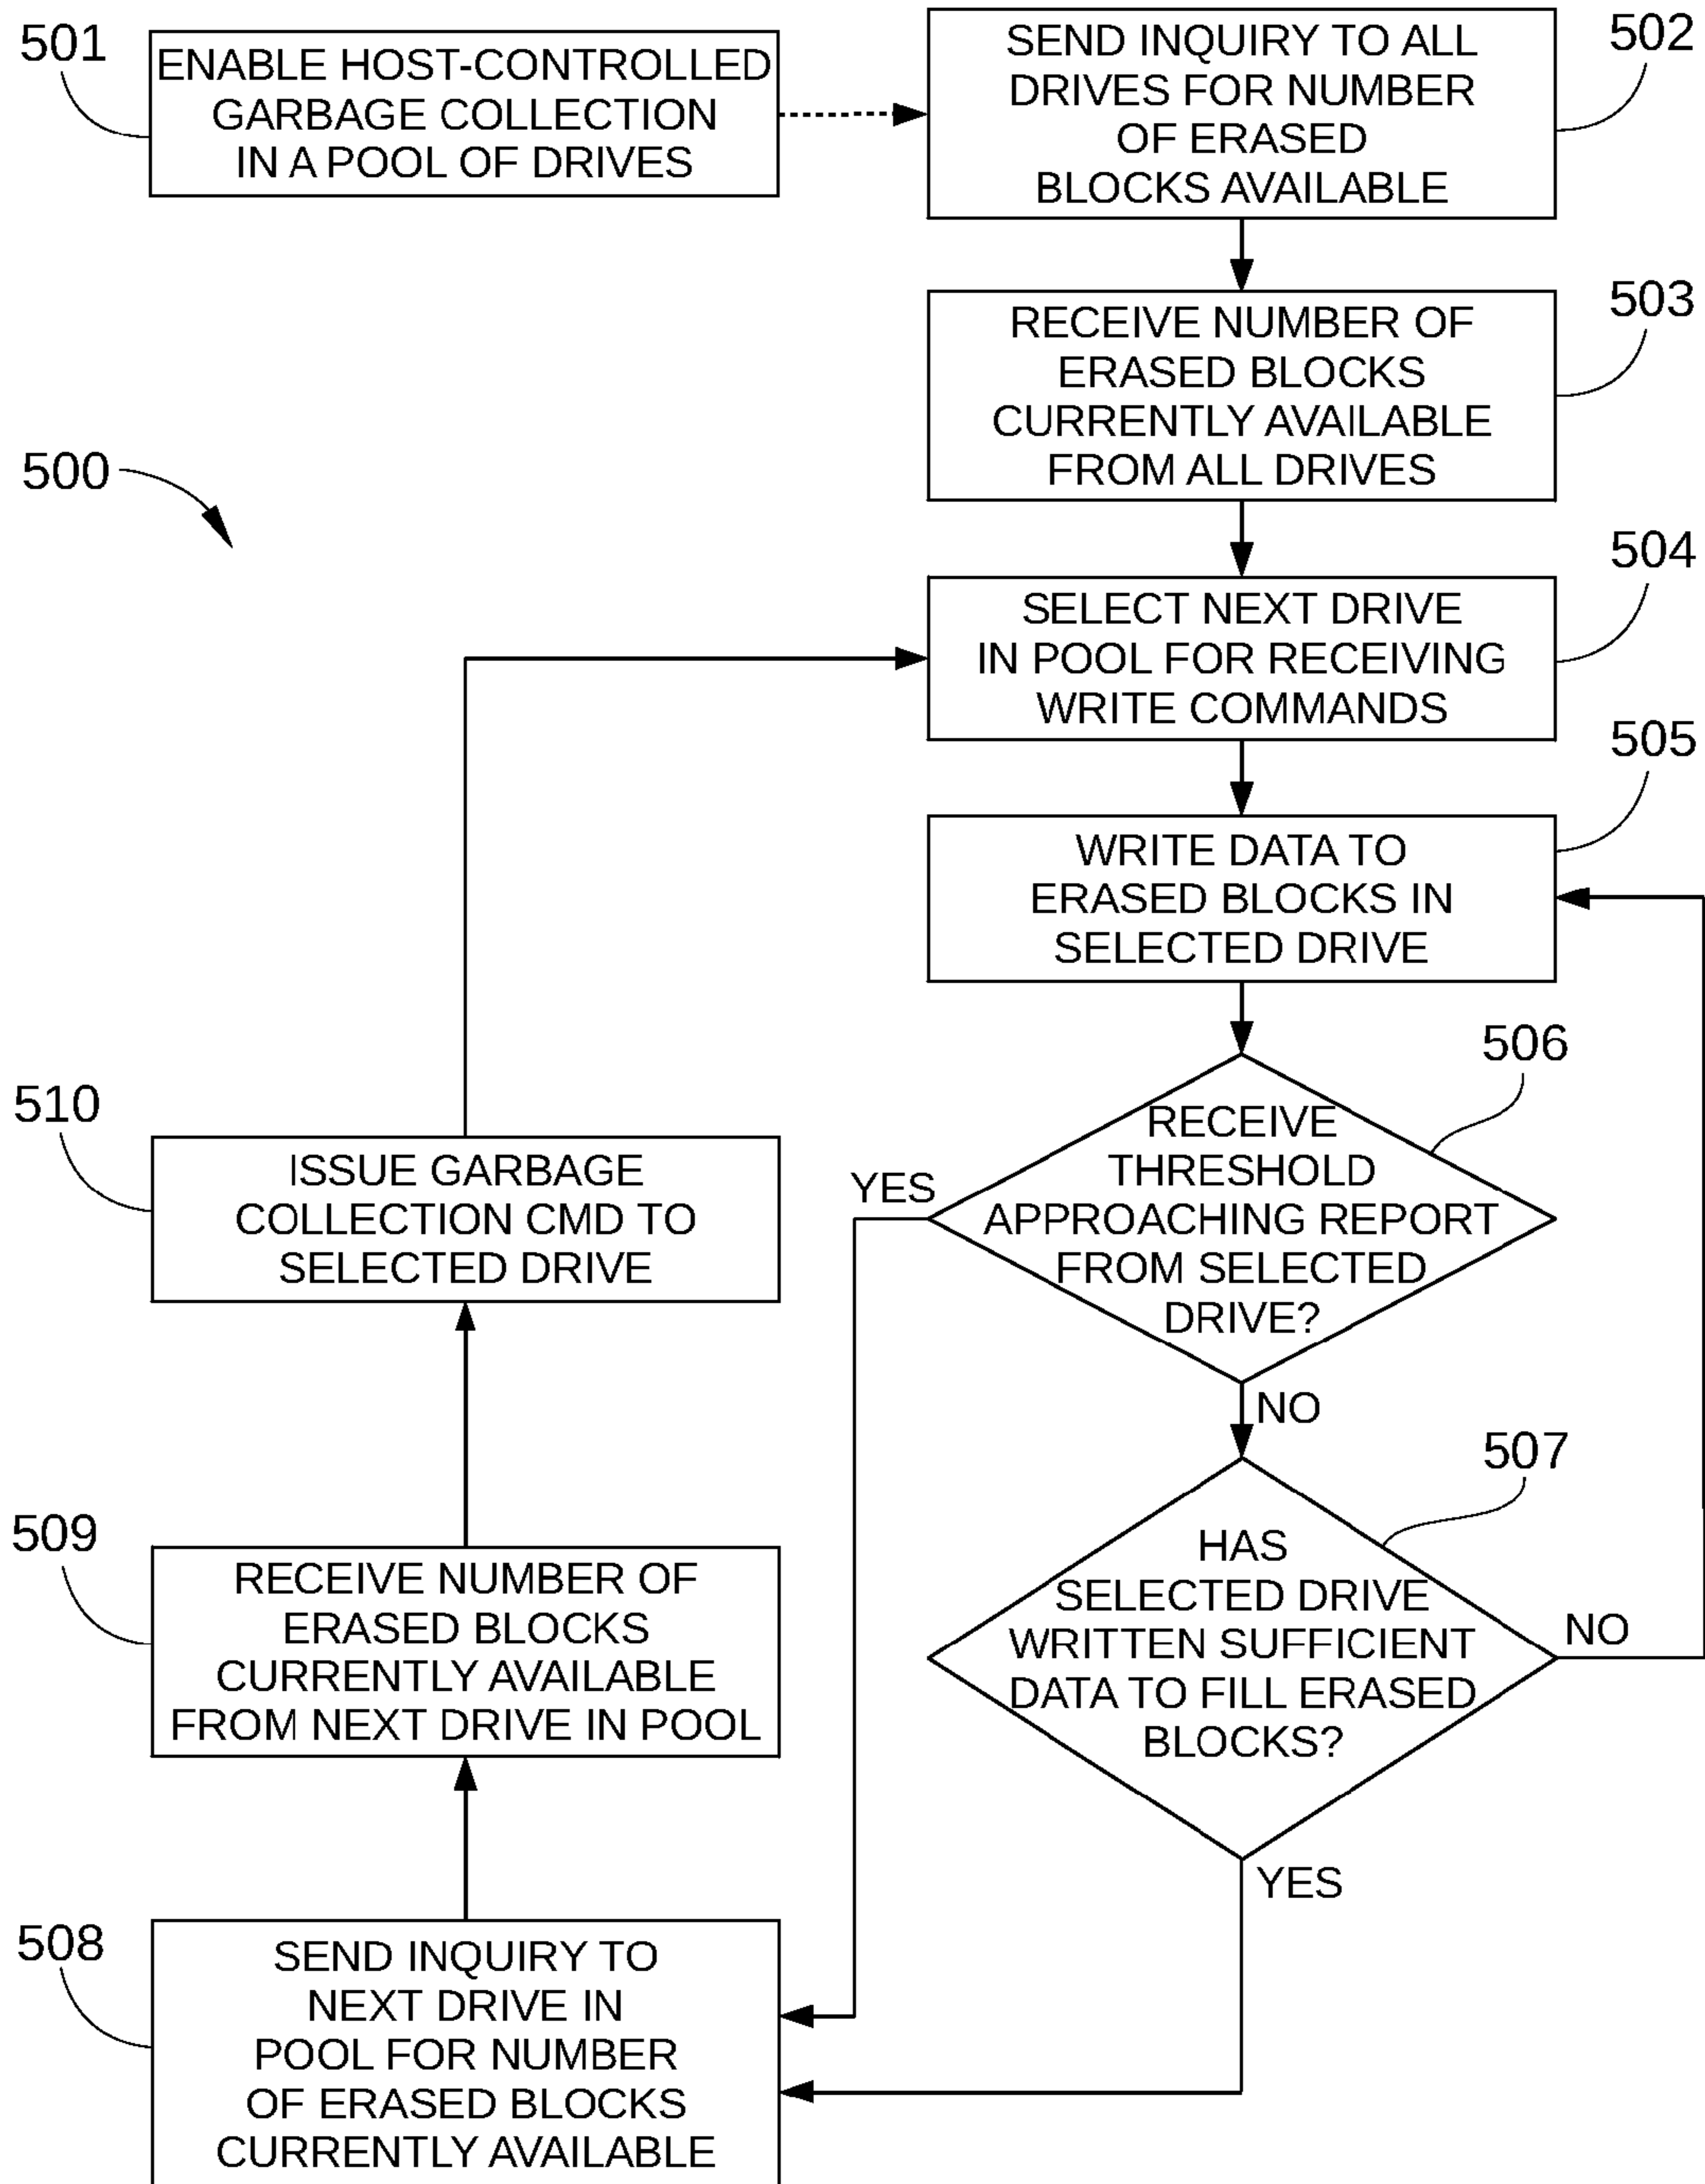 501
ENABLE HOST-CONTROLLED
GARBAGE COLLECTION
IN A POOL OF DRIVES
502
SEND INQUIRY TO ALL
DRIVES FOR NUMBER
OF ERASED
BLOCKS AVAILABLE
503
RECEIVE NUMBER OF
ERASED BLOCKS
CURRENTLY AVAILABLE
FROM ALL DRIVES
500
504
SELECT NEXT DRIVE
IN POOL FOR RECEIVING
WRITE COMMANDS
505
WRITE DATA TO
ERASED BLOCKS IN
SELECTED DRIVE
506
RECEIVE
THRESHOLD
APPROACHING REPORT
FROM SELECTED
DRIVE?
YES
NO
507
HAS
SELECTED DRIVE
WRITTEN SUFFICIENT
DATA TO FILL ERASED
BLOCKS?
NO
YES
510
ISSUE GARBAGE
COLLECTION CMD TO
SELECTED DRIVE
509
RECEIVE NUMBER OF
ERASED BLOCKS
CURRENTLY AVAILABLE
FROM NEXT DRIVE IN POOL
508
SEND INQUIRY TO
NEXT DRIVE IN
POOL FOR NUMBER
OF ERASED BLOCKS
CURRENTLY AVAILABLE